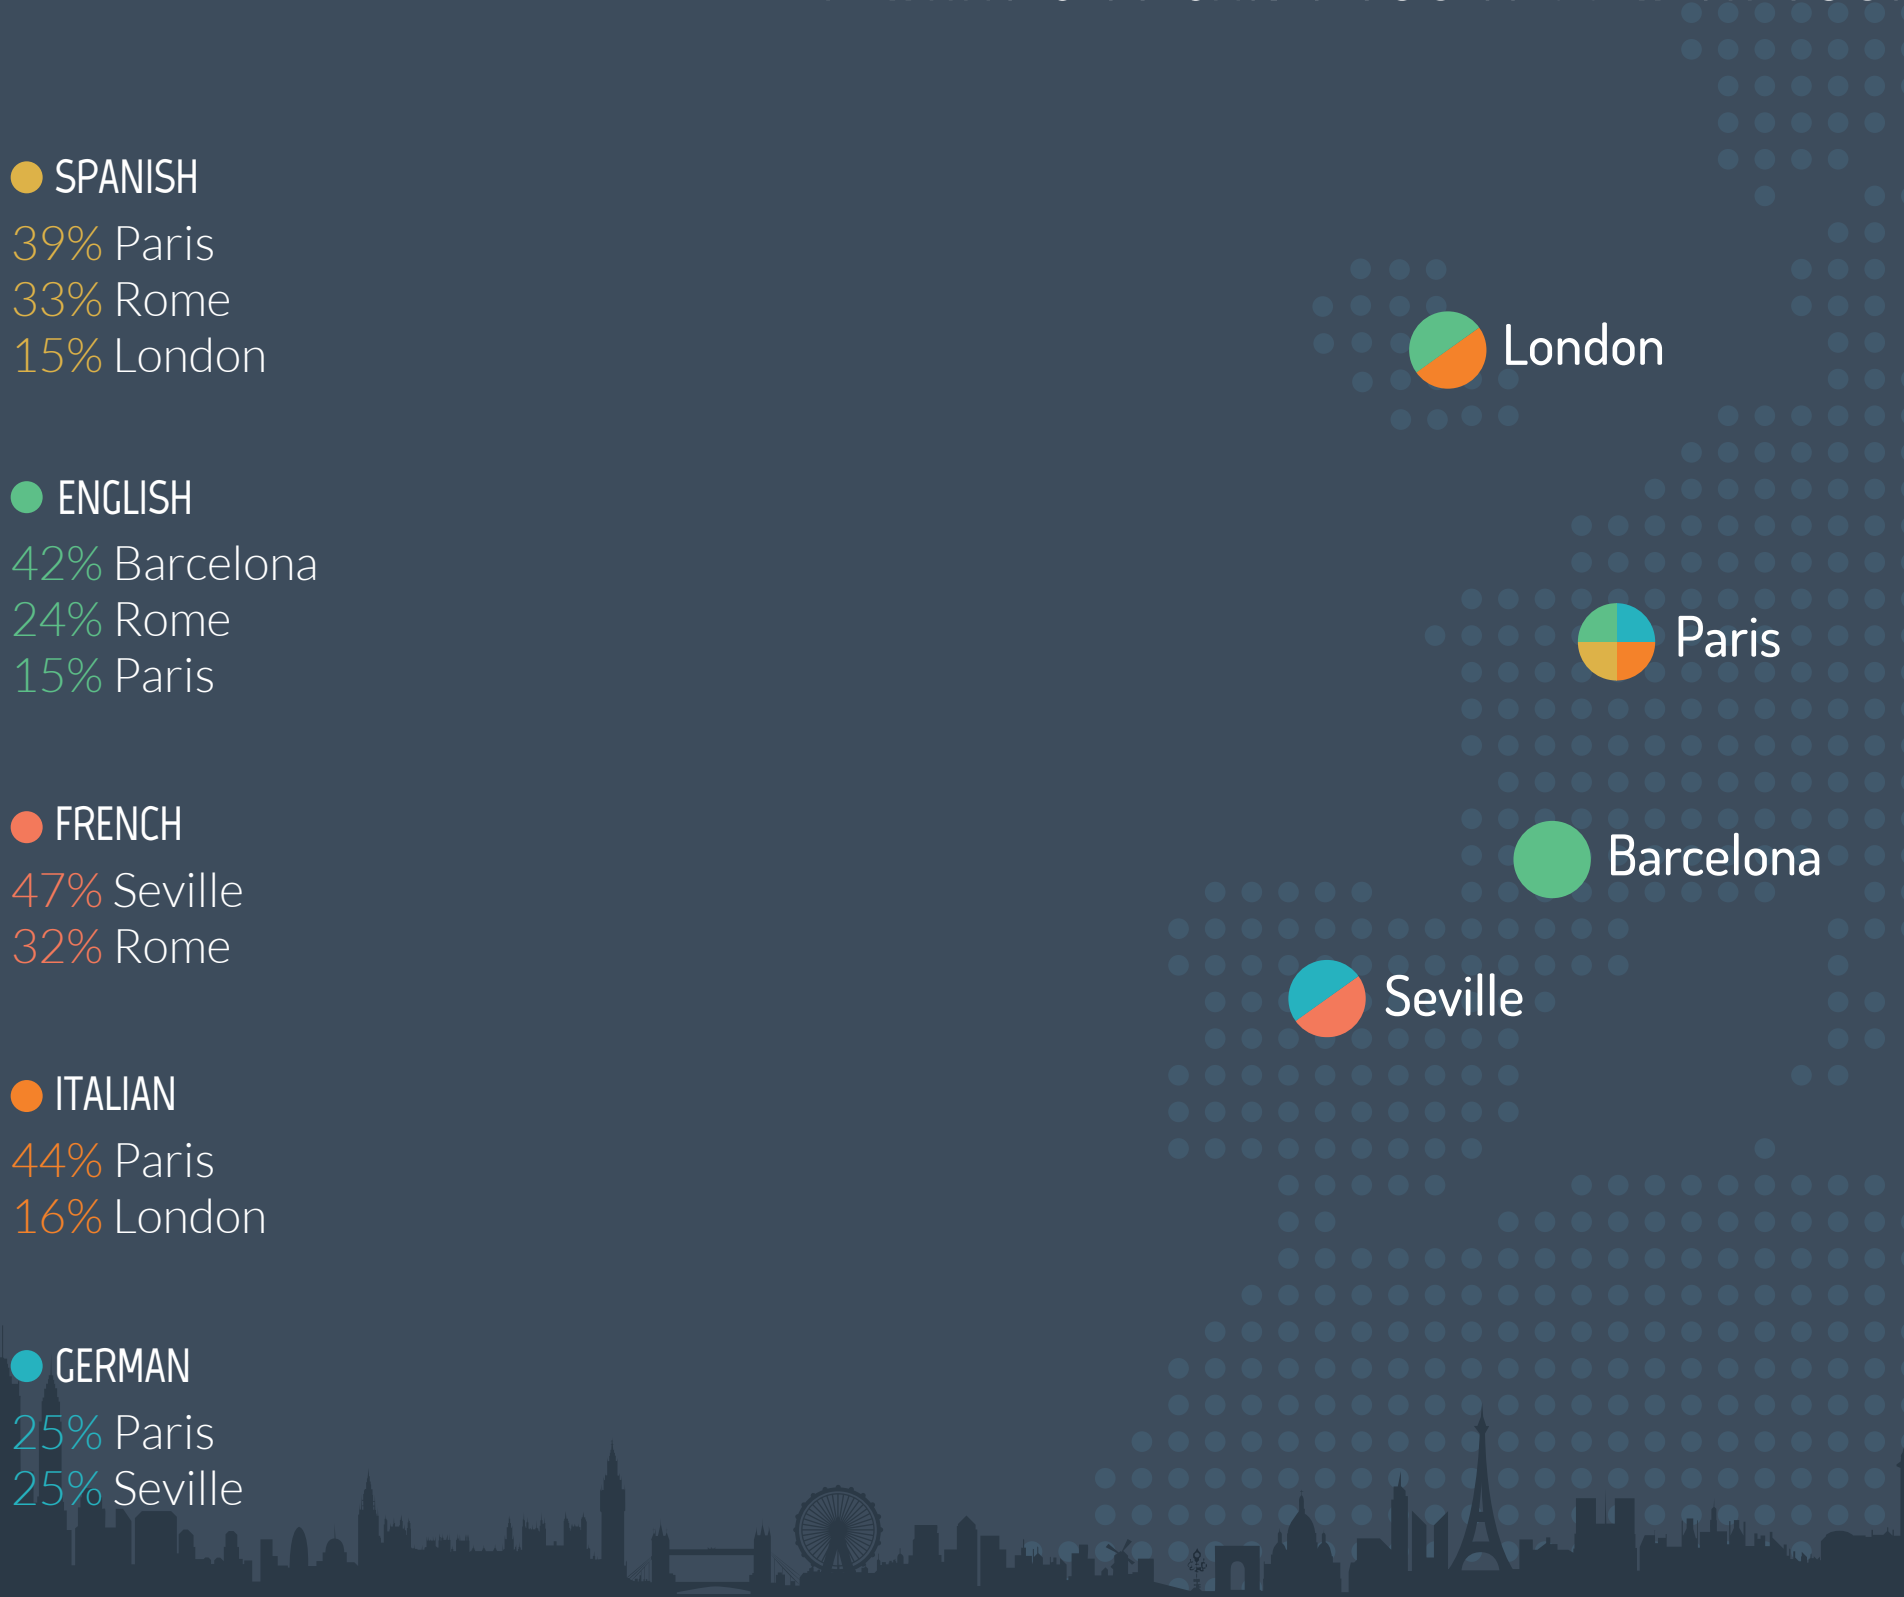 SPANISH
39% Paris
33% Rome
15% London
ENGLISH
42% Barcelona
24% Rome
15% Paris
FRENCH
47% Seville
32% Rome
ITALIAN
44% Paris
16% London
GERMAN
25% Paris
25% Seville
London
Paris
Barcelona
Seville